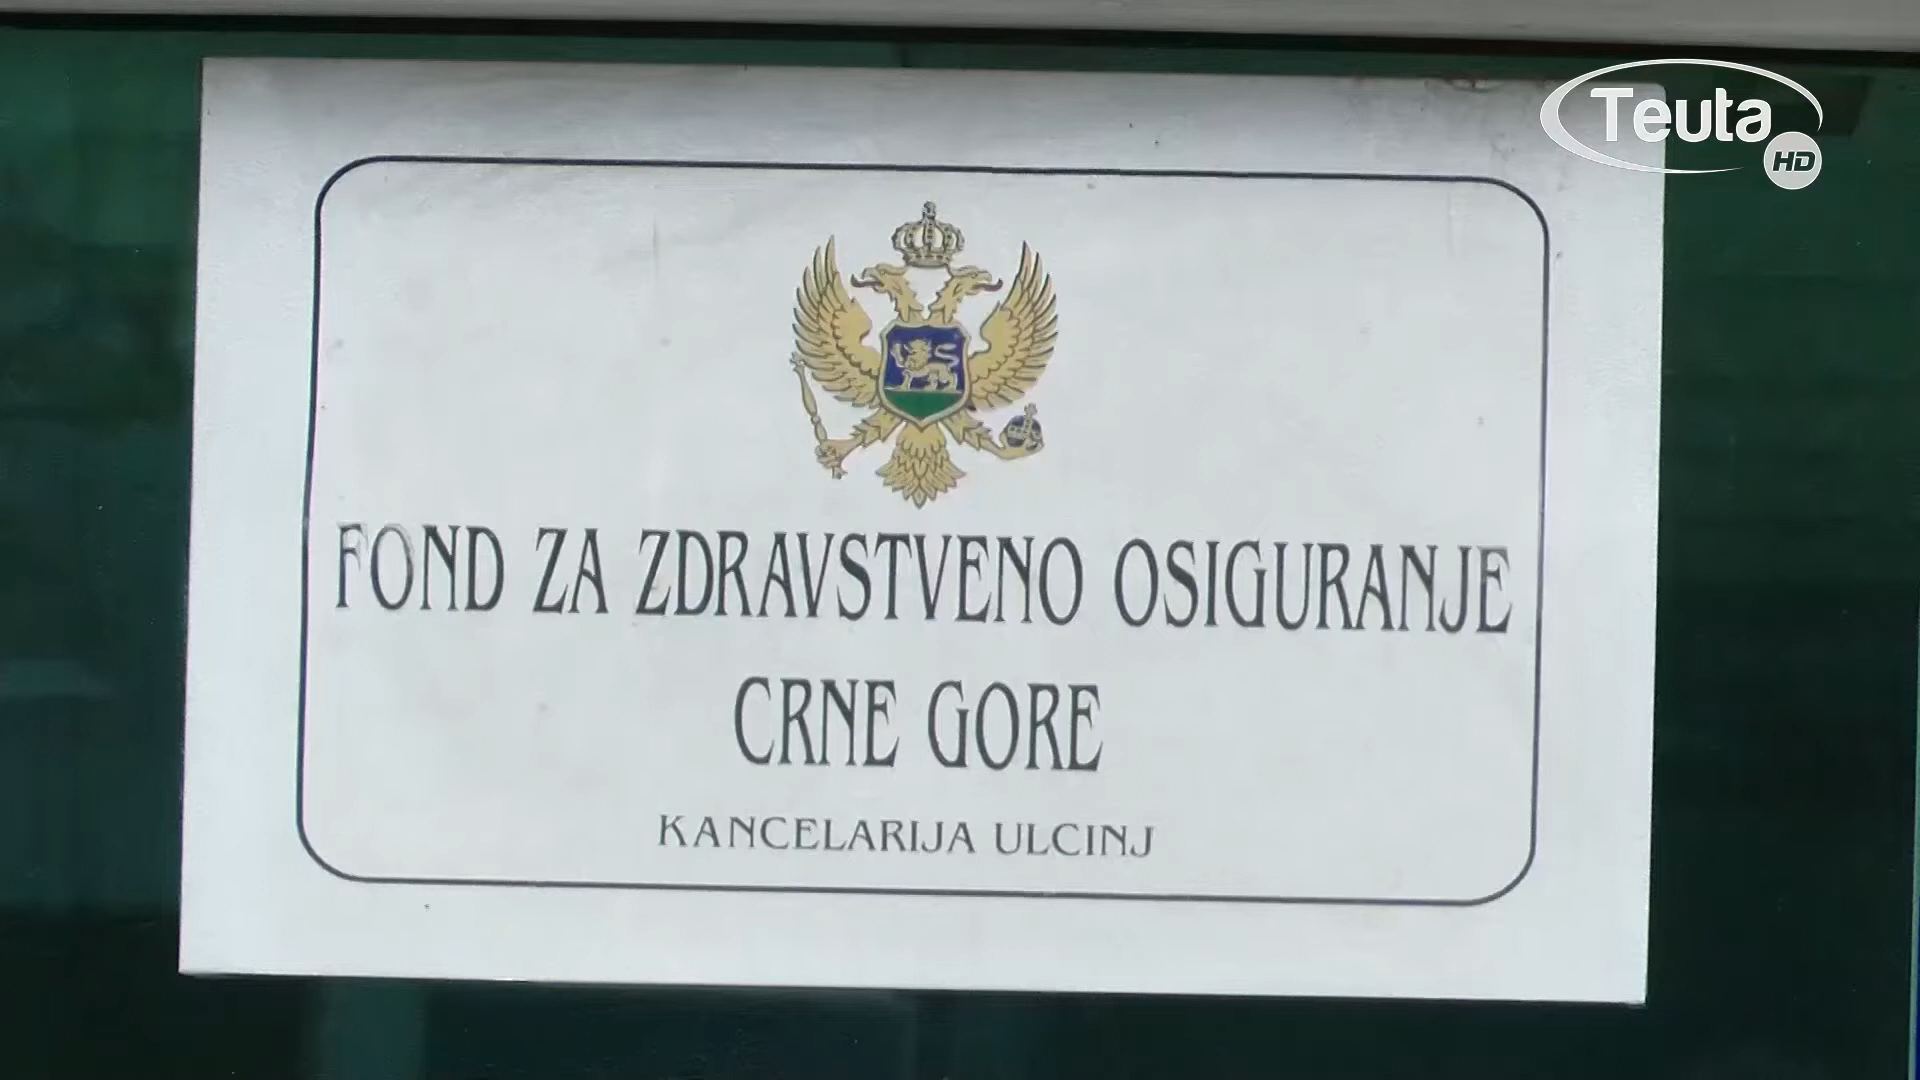 Teuta
HD
FOND ZA ZDRAVSTVENO OSIGURANJE
CRNE GORE
KANCELARIJA ULCINJ